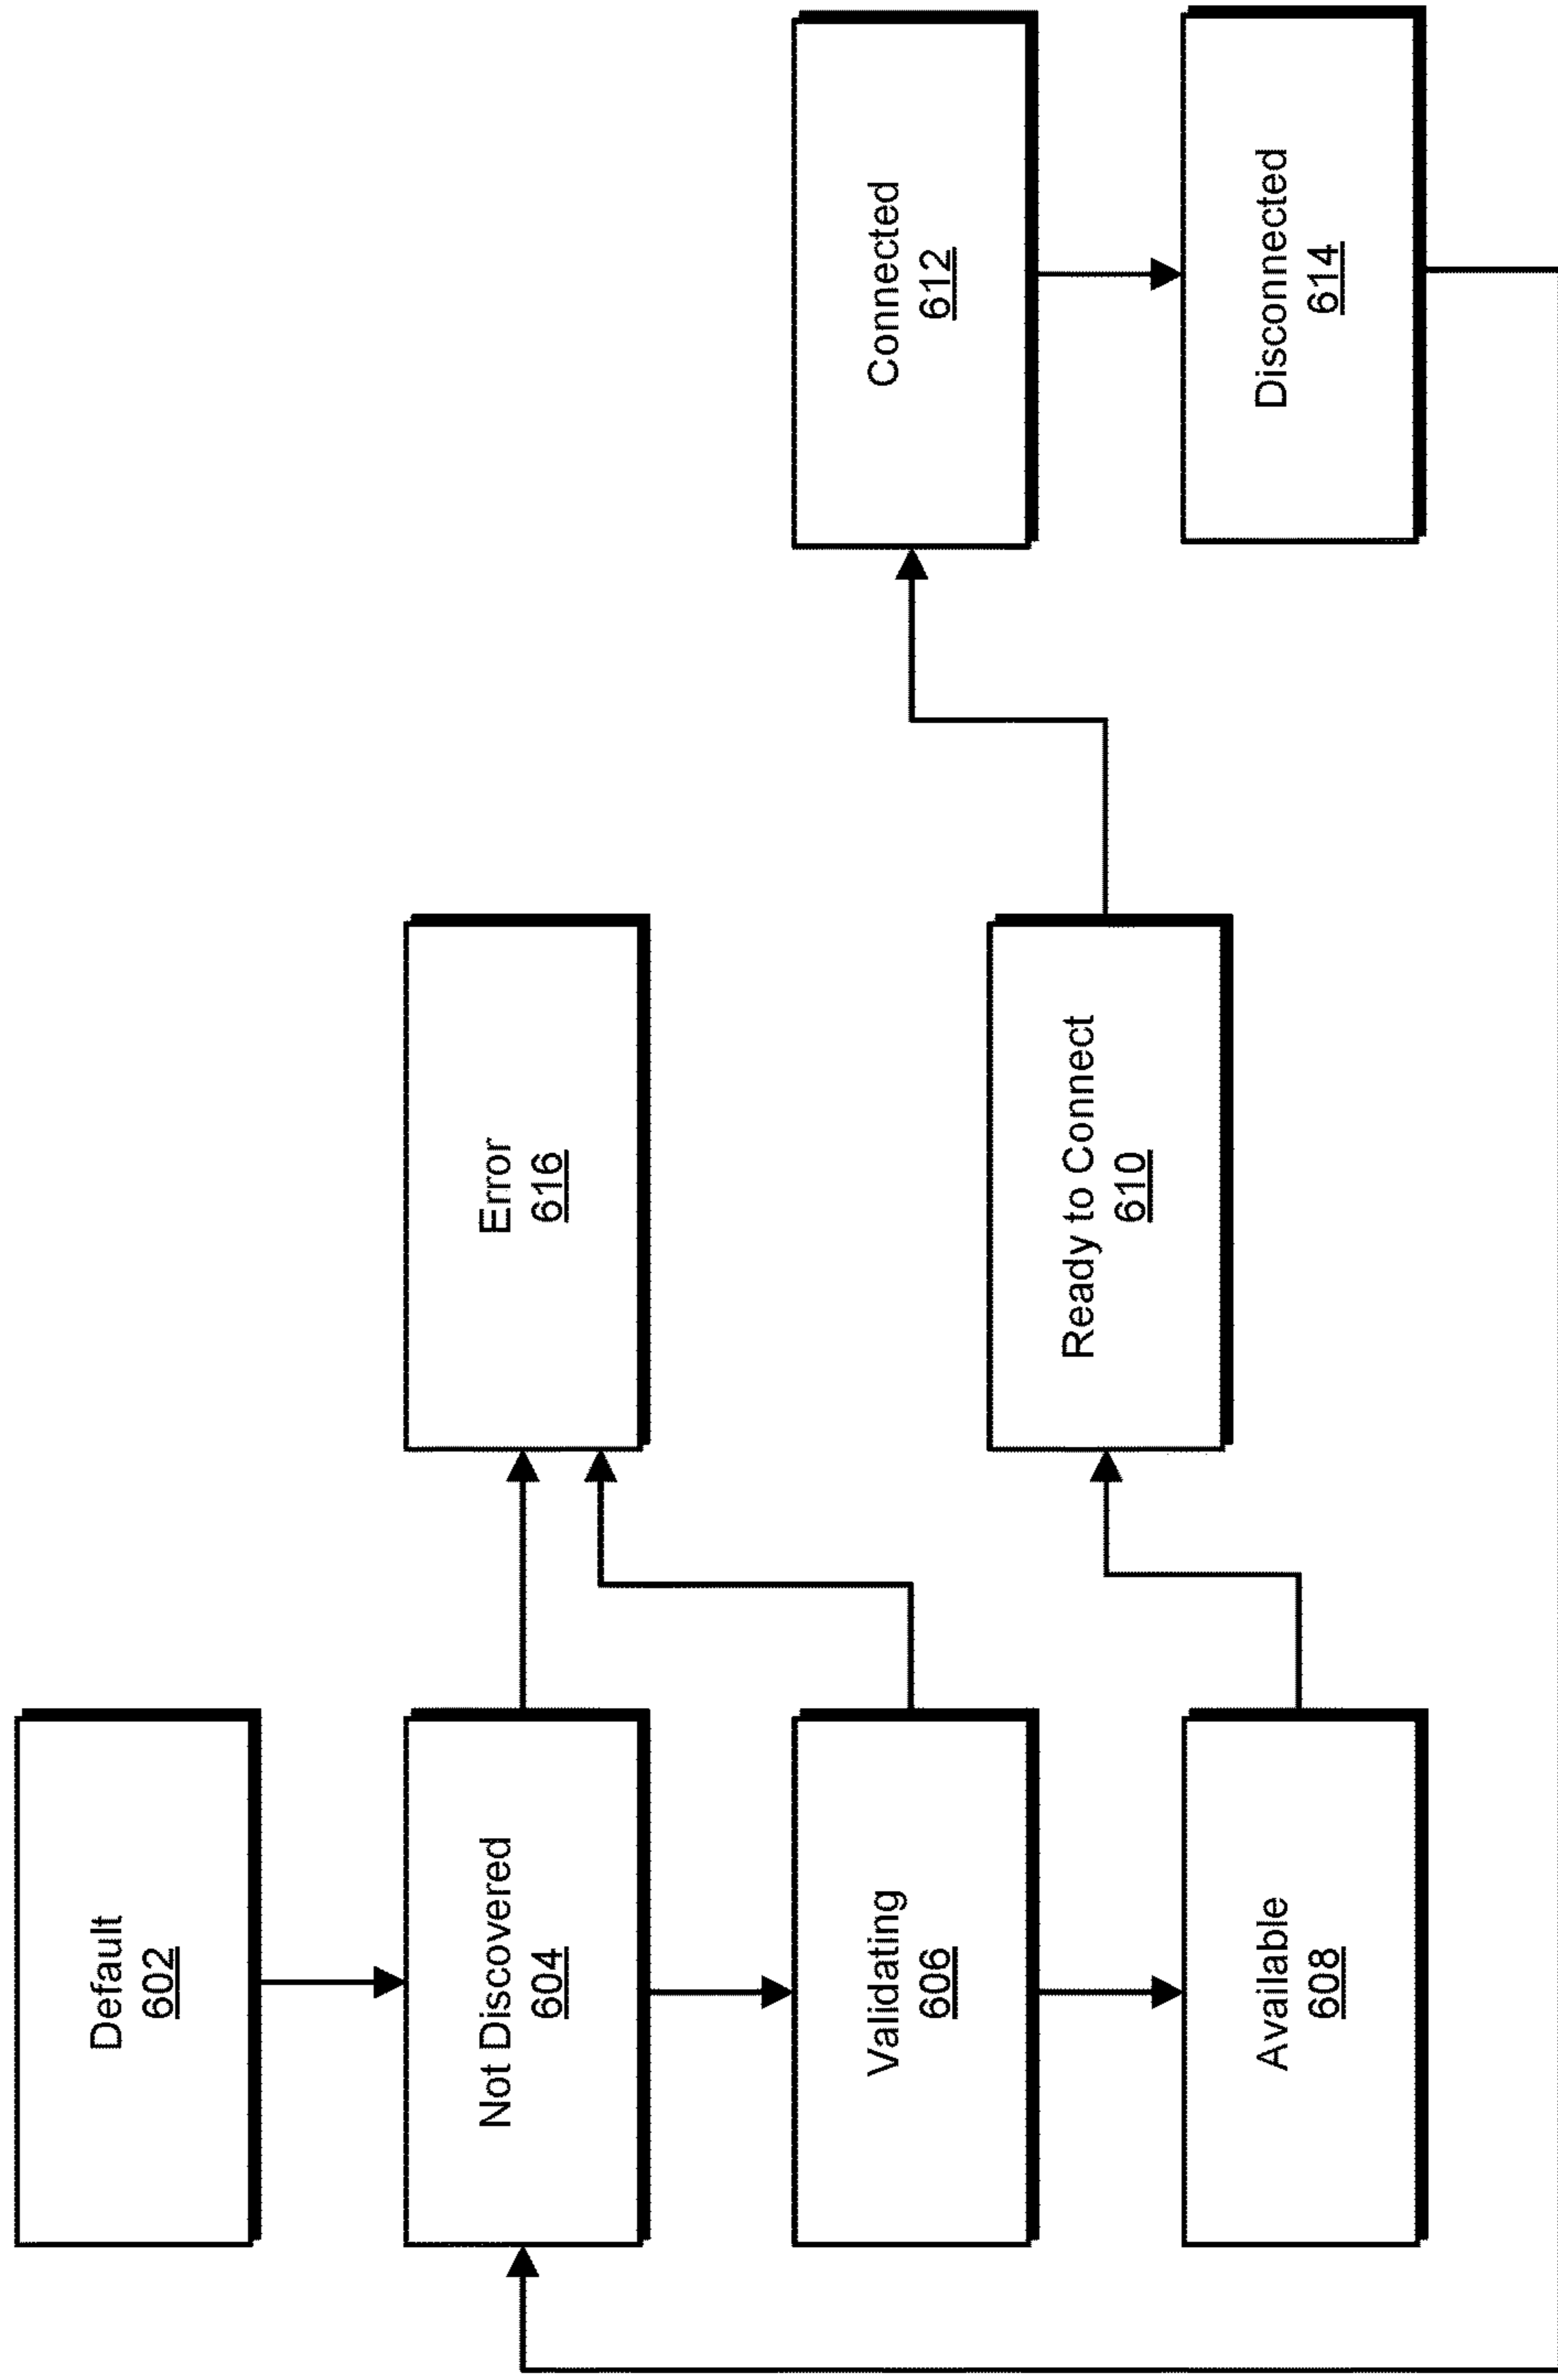 Default
602
Not Discovered
604
Error
616
Validating
606
Connected
612
Ready to Connect
610
Available
608
Disconnected
614